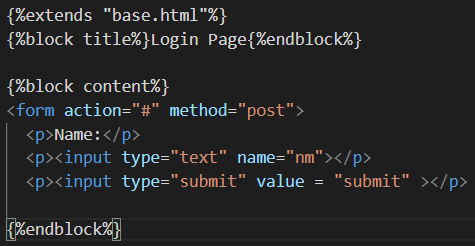 {%extends "base.html"%}
{%block title%}Login Page{%endblock%}
{%block content%}
<form action="#" method="post">
<p>Name:</p>
<p><input type="text" name="nm"></p>
<p><input type="submit" value = "submit" ></p>
{%endblock%}